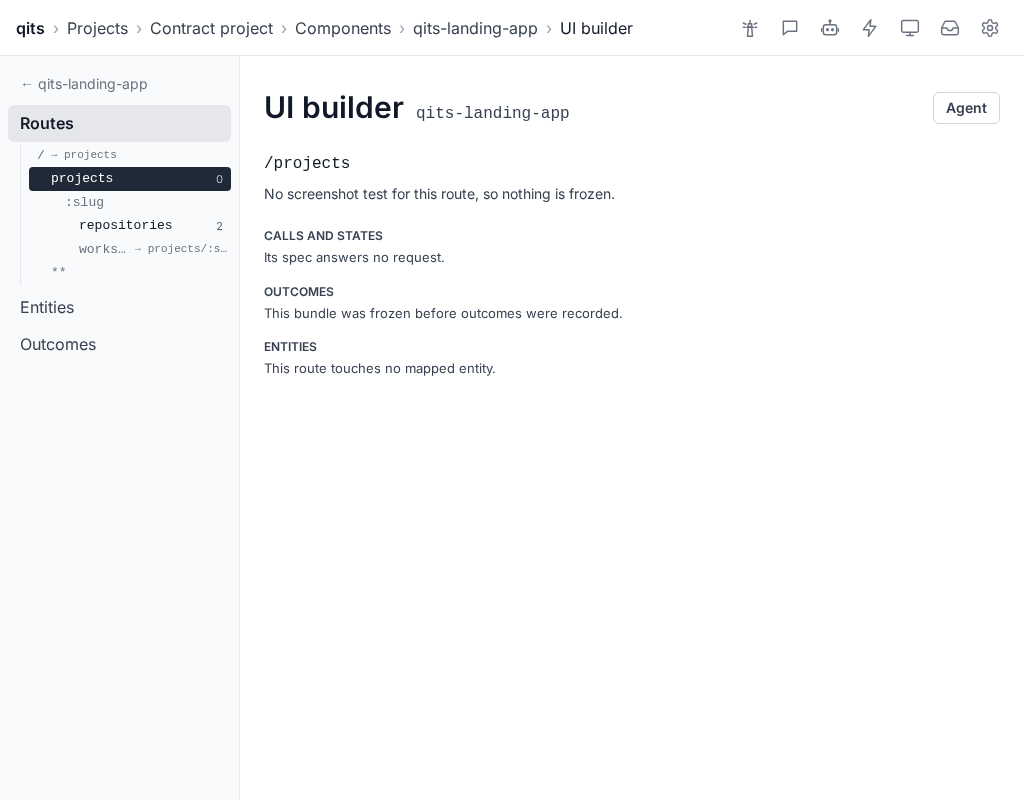 qits › Projects › Contract project › Components › qits-landing-app › UI builder
← qits-landing-app
Routes
/ → projects
projects 0
:slug
repositories 2
works… → projects/:s…
**
Entities
Outcomes
UI builder qits-landing-app
Agent
/projects
No screenshot test for this route, so nothing is frozen.
CALLS AND STATES
Its spec answers no request.
OUTCOMES
This bundle was frozen before outcomes were recorded.
ENTITIES
This route touches no mapped entity.